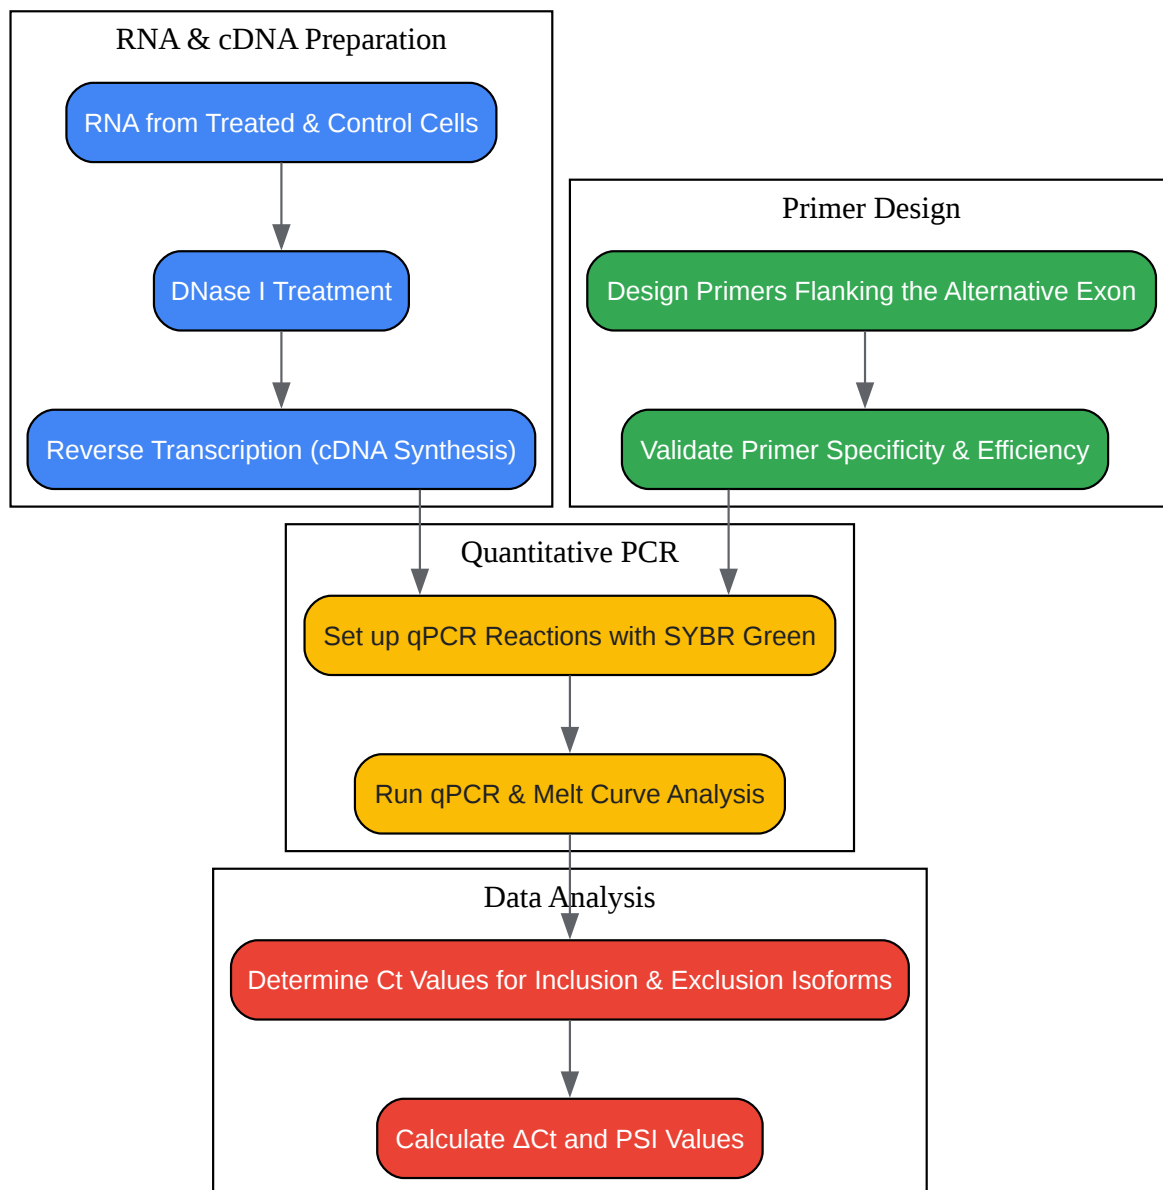 RNA & cDNA Preparation
RNA from Treated & Control Cells
DNase I Treatment
Reverse Transcription (cDNA Synthesis)
Primer Design
Design Primers Flanking the Alternative Exon
Validate Primer Specificity & Efficiency
Quantitative PCR
Set up qPCR Reactions with SYBR Green
Run qPCR & Melt Curve Analysis
Data Analysis
Determine Ct Values for Inclusion & Exclusion Isoforms
Calculate ΔCt and PSI Values